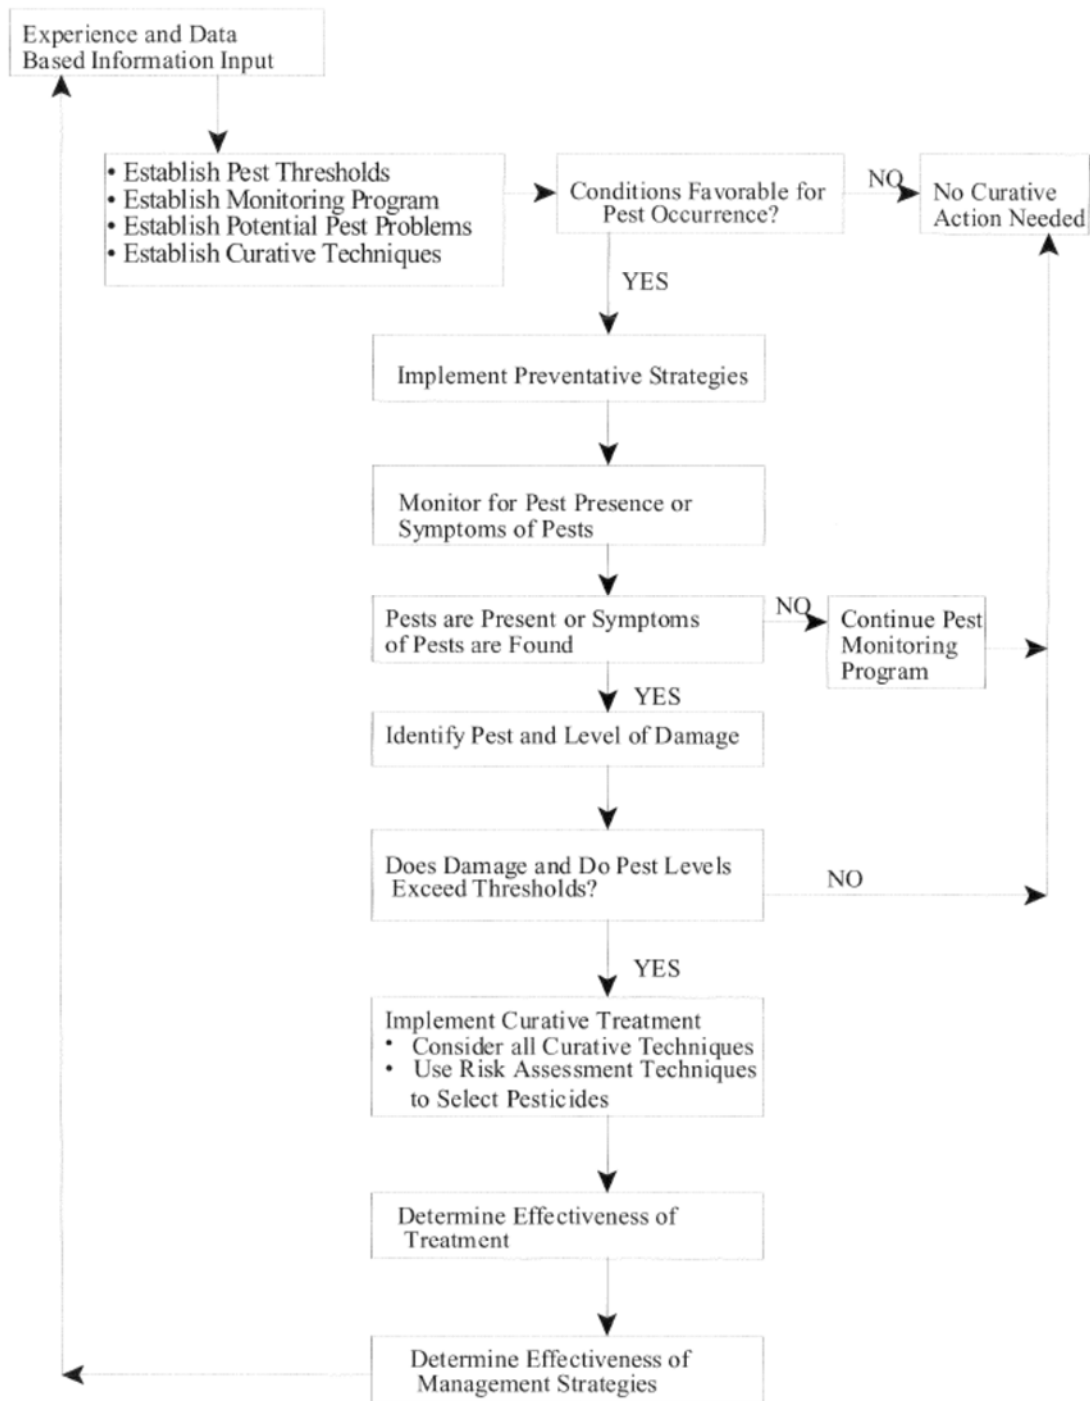 Experience and Data
Based Information Input
• Establish Pest Thresholds
• Establish Monitoring Program
• Establish Potential Pest Problems
• Establish Curative Techniques
Conditions Favorable for
Pest Occurrence?
NO
No Curative
Action Needed
YES
Implement Preventative Strategies
Monitor for Pest Presence or
Symptoms of Pests
Pests are Present or Symptoms
of Pests are Found
NO
Continue Pest
Monitoring
Program
YES
Identify Pest and Level of Damage
Does Damage and Do Pest Levels
Exceed Thresholds?
NO
YES
Implement Curative Treatment
• Consider all Curative Techniques
• Use Risk Assessment Techniques
to Select Pesticides
Determine Effectiveness of
Treatment
Determine Effectiveness of
Management Strategies